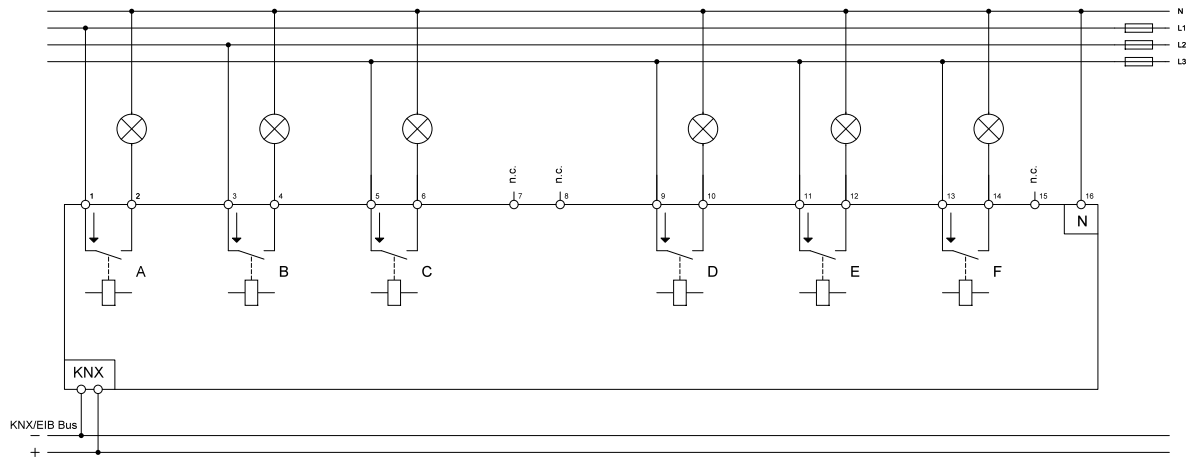 N
L1
L2
L3
n.c. n.c. n.c.
1 2 3 4 5 6 7 8 9 10 11 12 13 14 15 16
N
A B C D E F
KNX
KNX/EIB Bus
−
+